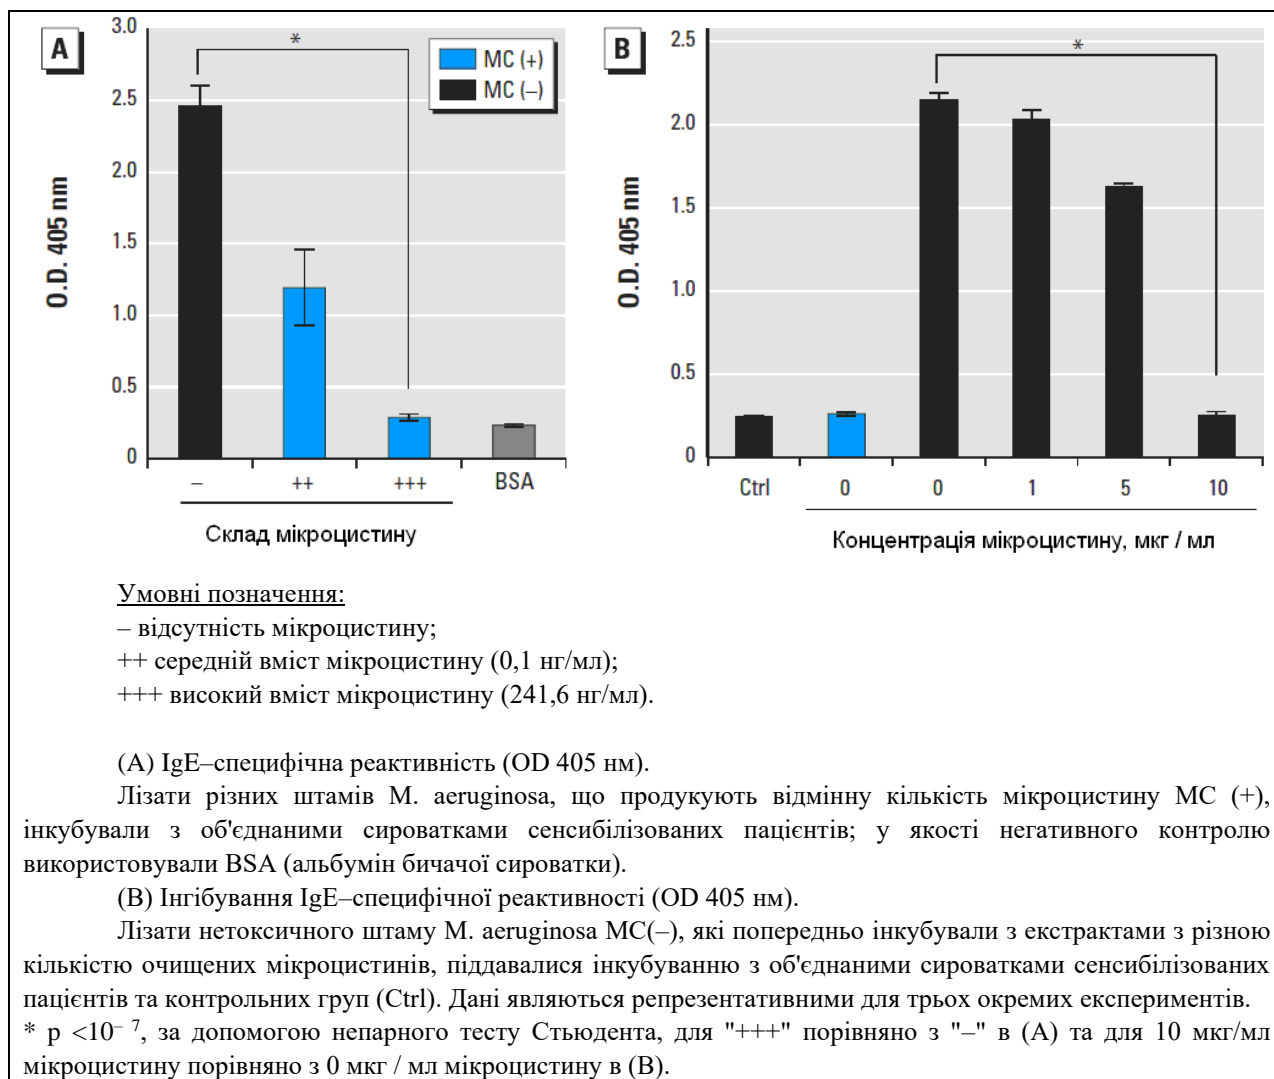 A
3.0
2.5
2.0
1.5
1.0
0.5
0
O.D. 405 nm
*
MC (+)
MC (–)
–
++
+++
BSA
Склад мікроцистину
B
2.5
2.0
1.5
1.0
0.5
0
O.D. 405 nm
*
Ctrl
0
0
1
5
10
Концентрація мікроцистину, мкг / мл
Умовні позначення:
– відсутність мікроцистину;
++ середній вміст мікроцистину (0,1 нг/мл);
+++ високий вміст мікроцистину (241,6 нг/мл).
(А) IgE–специфічна реактивність (OD 405 нм).
Лізати різних штамів M. aeruginosa, що продукують відмінну кількість мікроцистину МС (+),
інкубували з об'єднаними сироватками сенсибілізованих пацієнтів; у якості негативного контролю
використовували BSA (альбумін бичачої сироватки).
(В) Інгібування IgE–специфічної реактивності (OD 405 нм).
Лізати нетоксичного штаму M. aeruginosa MC(–), які попередньо інкубували з екстрактами з різною
кількістю очищених мікроцистинів, піддавалися інкубуванню з об'єднаними сироватками сенсибілізованих
пацієнтів та контрольних груп (Ctrl). Дані являються репрезентативними для трьох окремих експериментів.
* p <10– 7, за допомогою непарного тесту Стьюдента, для "+++" порівняно з "–" в (А) та для 10 мкг/мл
мікроцистину порівняно з 0 мкг / мл мікроцистину в (В).